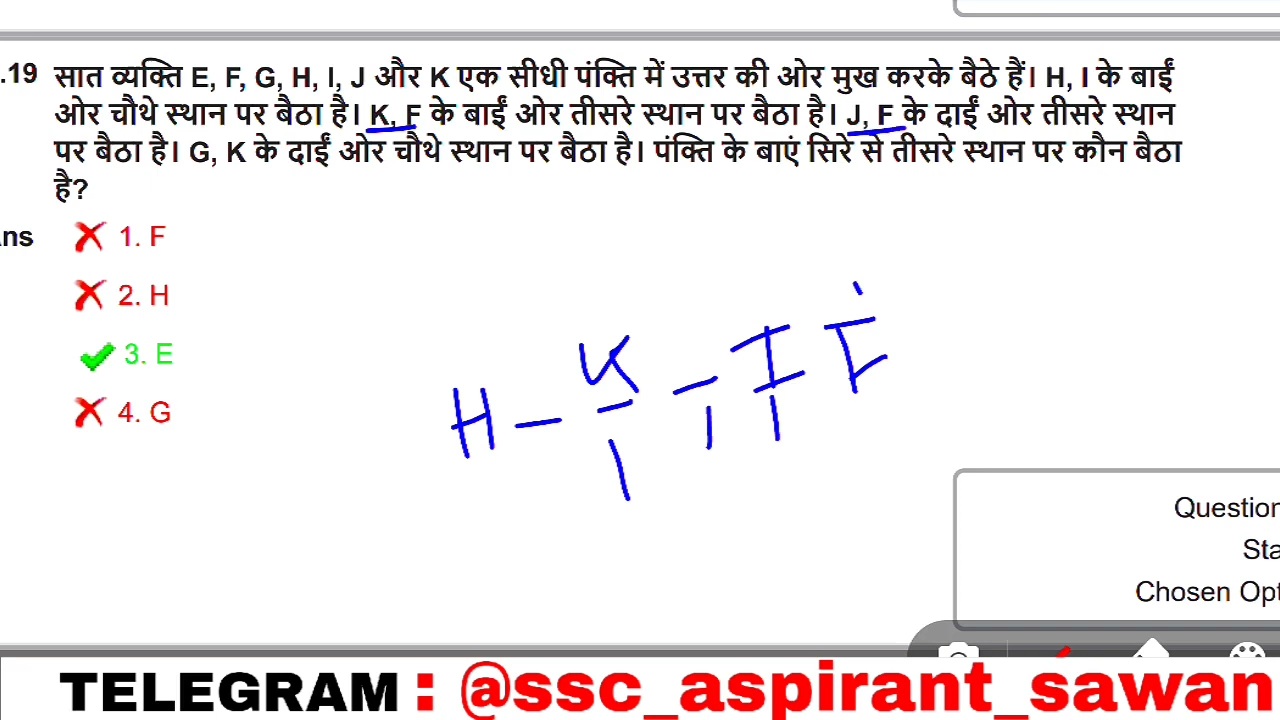 .19 सात व्यक्ति E, F, G, H, I, J और K एक सीधी पंक्ति में उत्तर की ओर मुख करके बैठे हैं। H, I के बाईं
ओर चौथे स्थान पर बैठा है। K, F के बाईं ओर तीसरे स्थान पर बैठा है। J, F के दाईं ओर तीसरे स्थान
पर बैठा है। G, K के दाईं ओर चौथे स्थान पर बैठा है। पंक्ति के बाएं सिरे से तीसरे स्थान पर कौन बैठा
है?
Ans 1. F
2. H
3. E
4. G
K I
H
Question
Sta
Chosen Opt
TELEGRAM : @ssc_aspirant_sawan